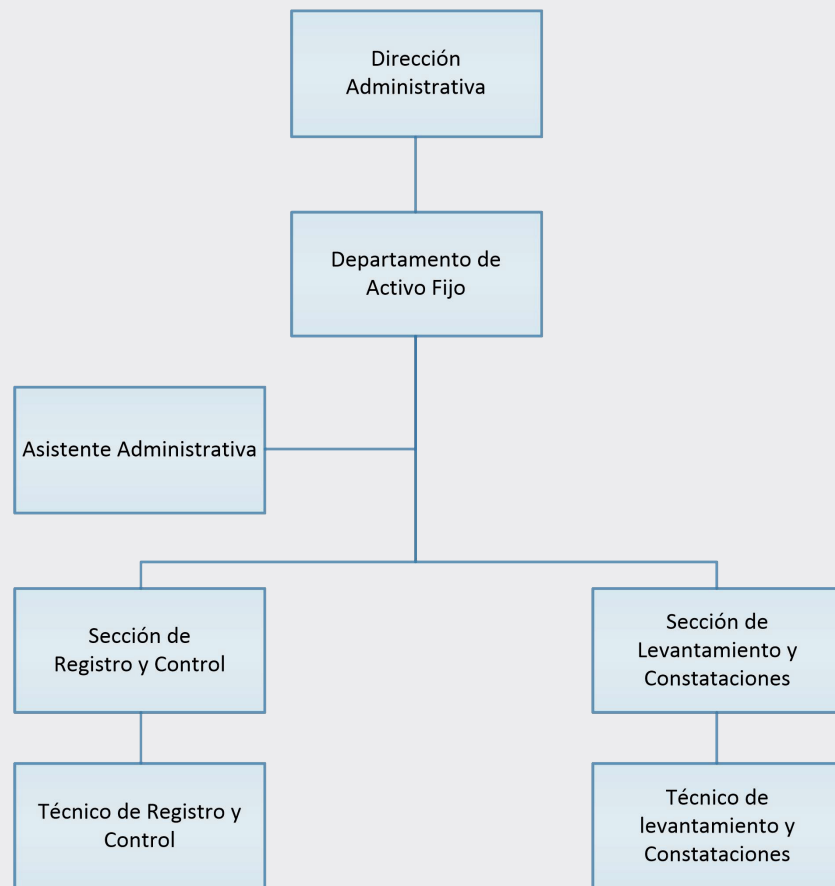 Dirección
Administrativa
Departamento de
Activo Fijo
Asistente Administrativa
Sección de
Registro y Control
Sección de
Levantamiento y
Constataciones
Técnico de Registro y
Control
Técnico de
levantamiento y
Constataciones